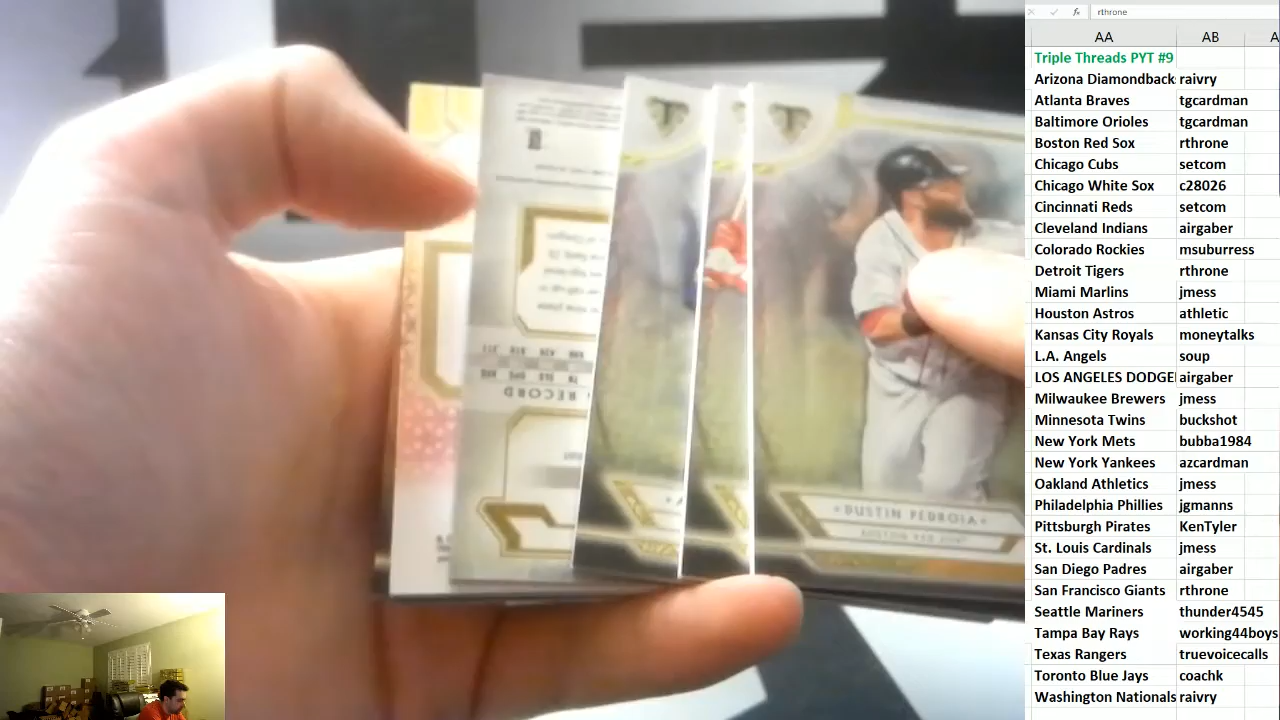 rthrone
AA AB
Triple Threads PYT #9
Arizona Diamondback raivry
Atlanta Braves tgcardman
Baltimore Orioles tgcardman
Boston Red Sox rthrone
Chicago Cubs setcom
Chicago White Sox c28026
Cincinnati Reds setcom
Cleveland Indians airgaber
Colorado Rockies msuburress
Detroit Tigers rthrone
Miami Marlins jmess
Houston Astros athletic
Kansas City Royals moneytalks
L.A. Angels soup
LOS ANGELES DODGE airgaber
Milwaukee Brewers jmess
Minnesota Twins buckshot
New York Mets bubba1984
New York Yankees azcardman
Oakland Athletics jmess
Philadelphia Phillies jgmanns
Pittsburgh Pirates KenTyler
St. Louis Cardinals jmess
San Diego Padres airgaber
San Francisco Giants rthrone
Seattle Mariners thunder4545
Tampa Bay Rays working44boys
Texas Rangers truevoicecalls
Toronto Blue Jays coachk
Washington Nationals raivry
RECORD
DUSTIN PEDROIA
BOSTON RED SOX